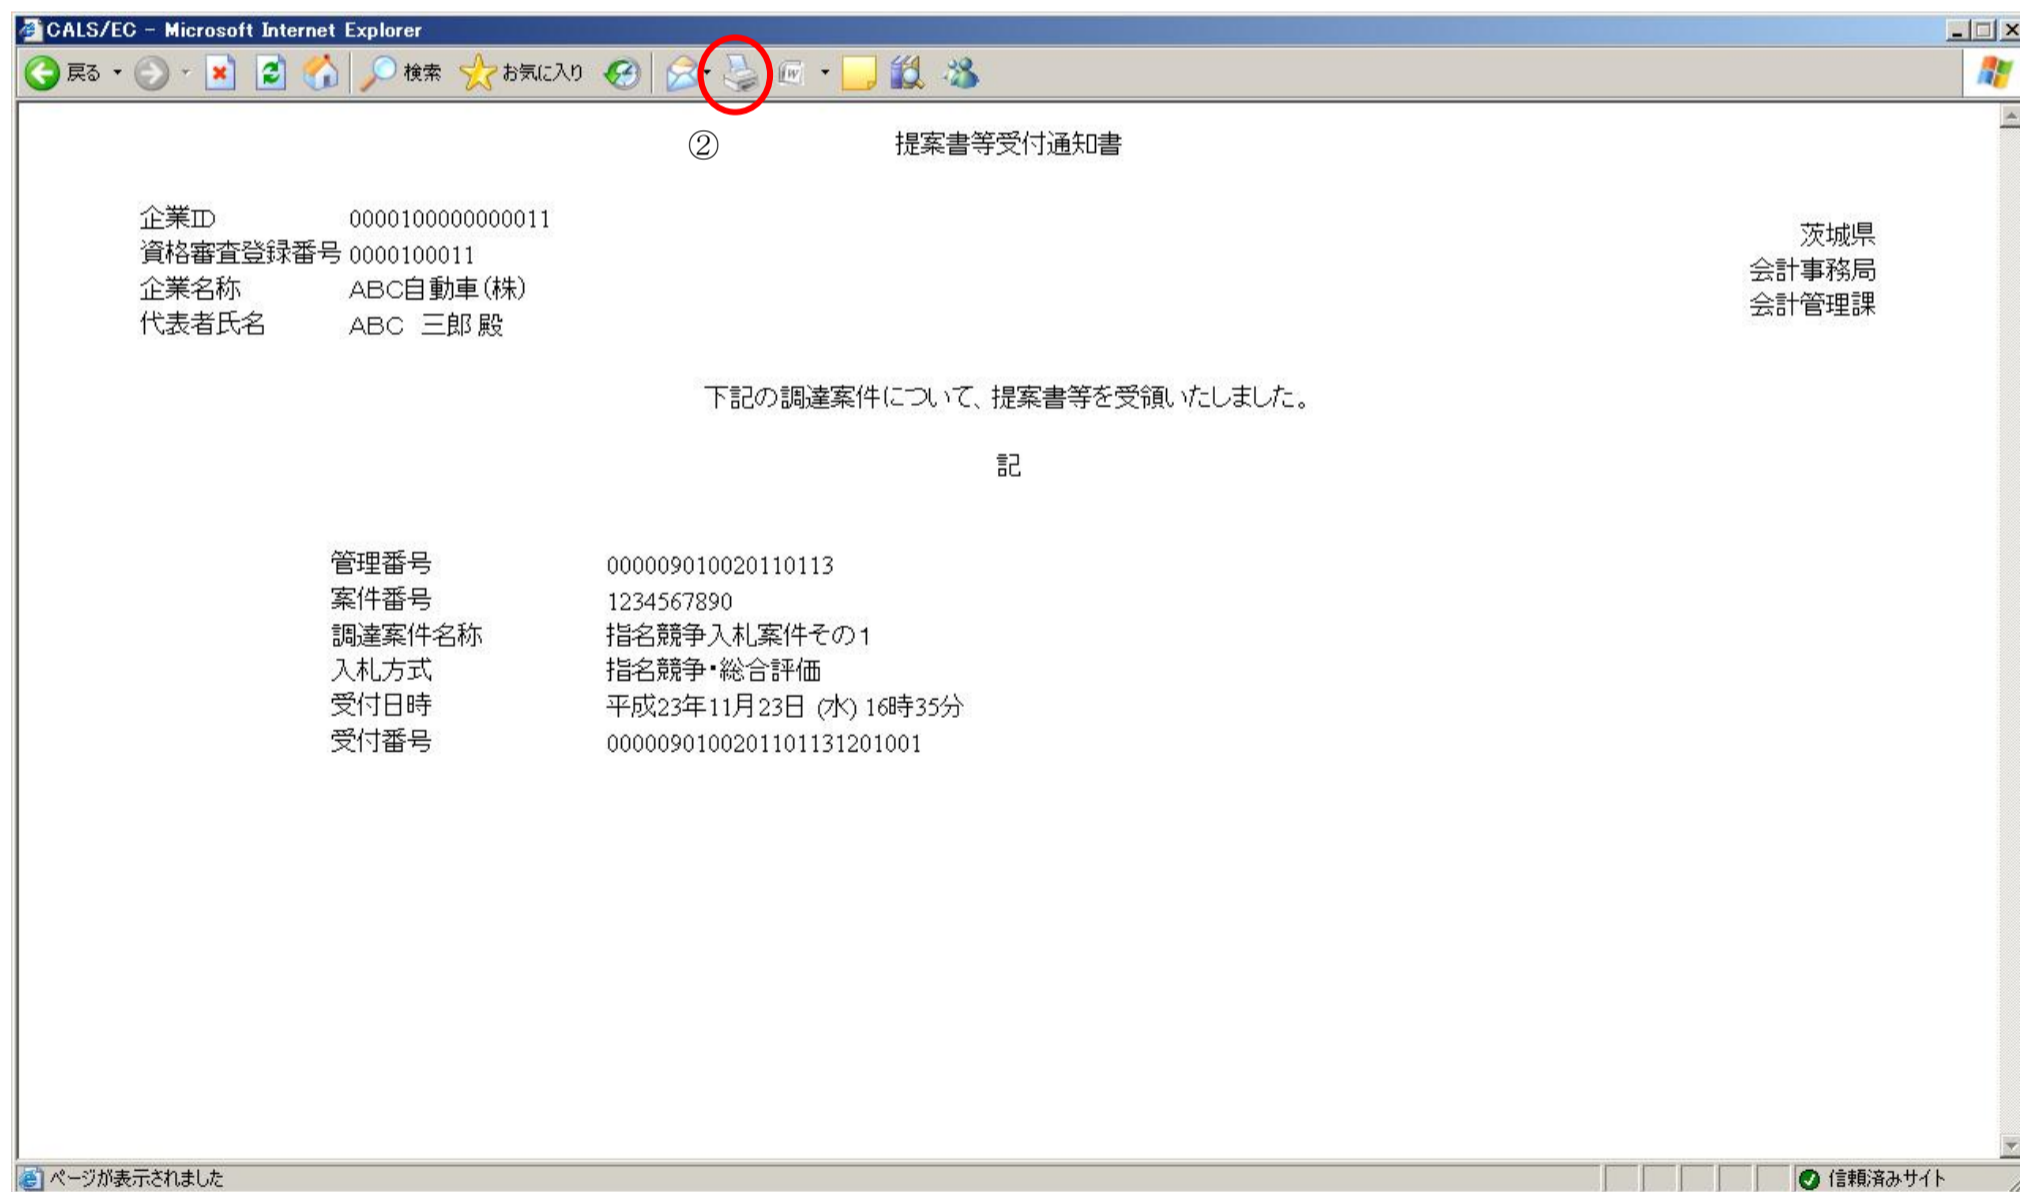 CALS/EC - Microsoft Internet Explorer
戻る 検索 お気に入り
② 提案書等受付通知書
企業ID 0000100000000011
資格審査登録番号 0000100011
企業名称 ABC自動車(株)
代表者氏名 ABC 三郎 殿
茨城県
会計事務局
会計管理課
下記の調達案件について、提案書等を受領いたしました。
記
管理番号 000009010020110113
案件番号 1234567890
調達案件名称 指名競争入札案件その1
入札方式 指名競争・総合評価
受付日時 平成23年11月23日 (水) 16時35分
受付番号 0000090100201101131201001
ページが表示されました 信頼済みサイト